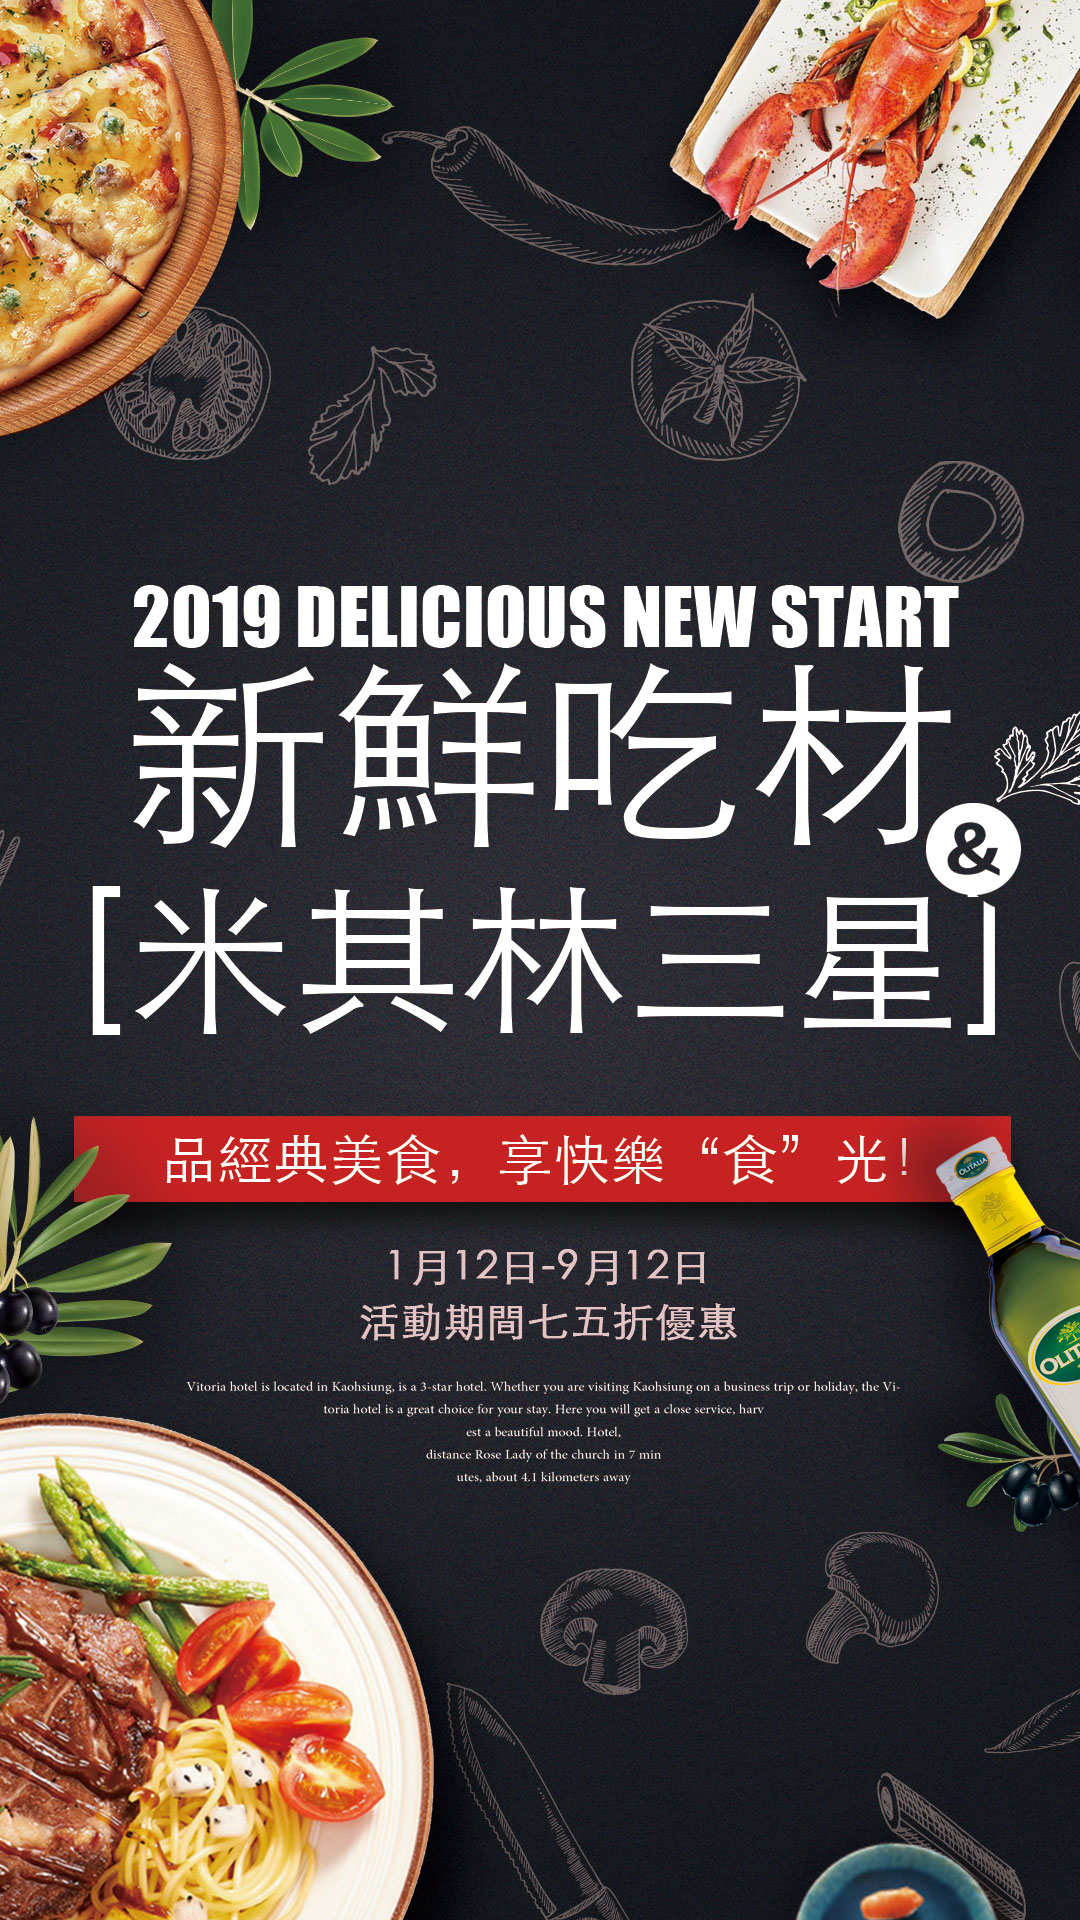 2019 DELICIOUS NEW START
新鮮吃材
&
[米其林三星]
品經典美食，享快樂“食”光！
OLITALIA
1月12日-9月12日
活動期間七五折優惠
Vitoria hotel is located in Kaohsiung, is a 3-star hotel. Whether you are visiting Kaohsiung on a business trip or holiday, the Vi-
toria hotel is a great choice for your stay. Here you will get a close service, harv
est a beautiful mood. Hotel,
distance Rose Lady of the church in 7 min
utes, about 4.1 kilometers away